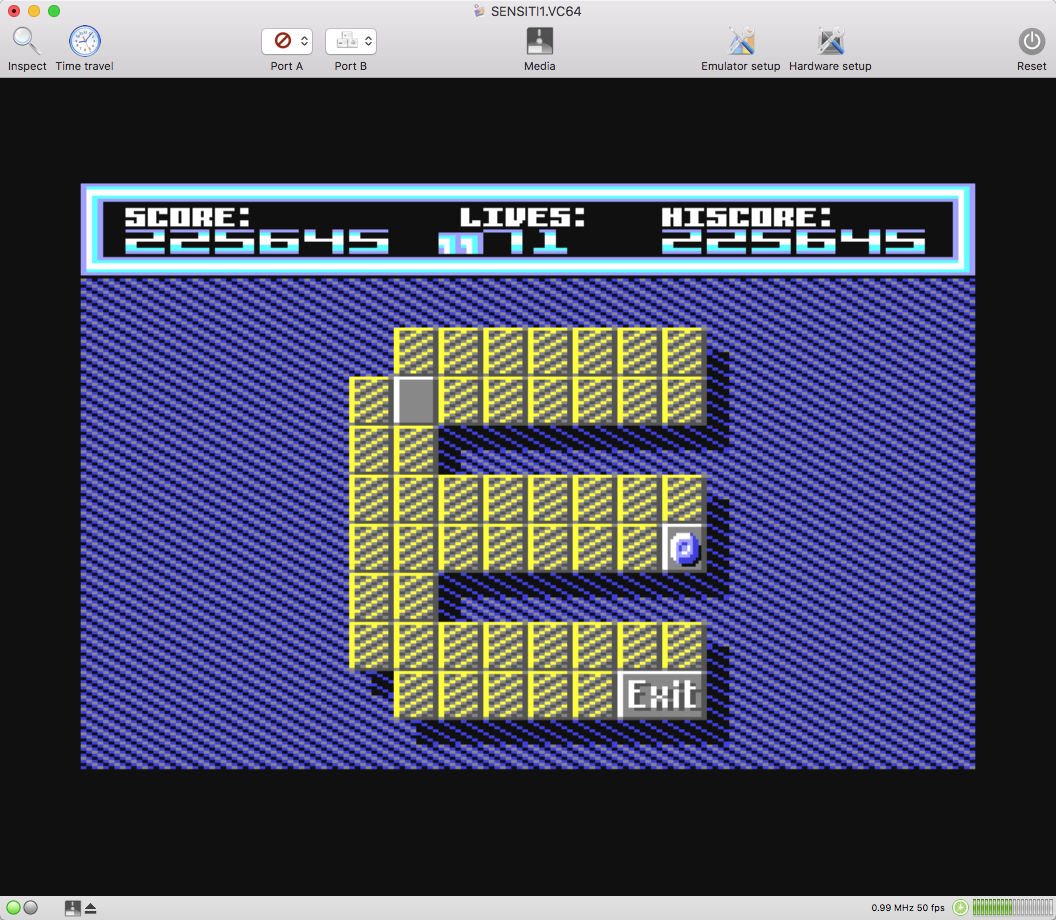 SENSITI1.VC64
Inspect Time travel Port A Port B Media Emulator setup Hardware setup Reset
SCORE: LIVES: HISCORE:
225645 71 225645
Exit
0.99 MHz 50 fps